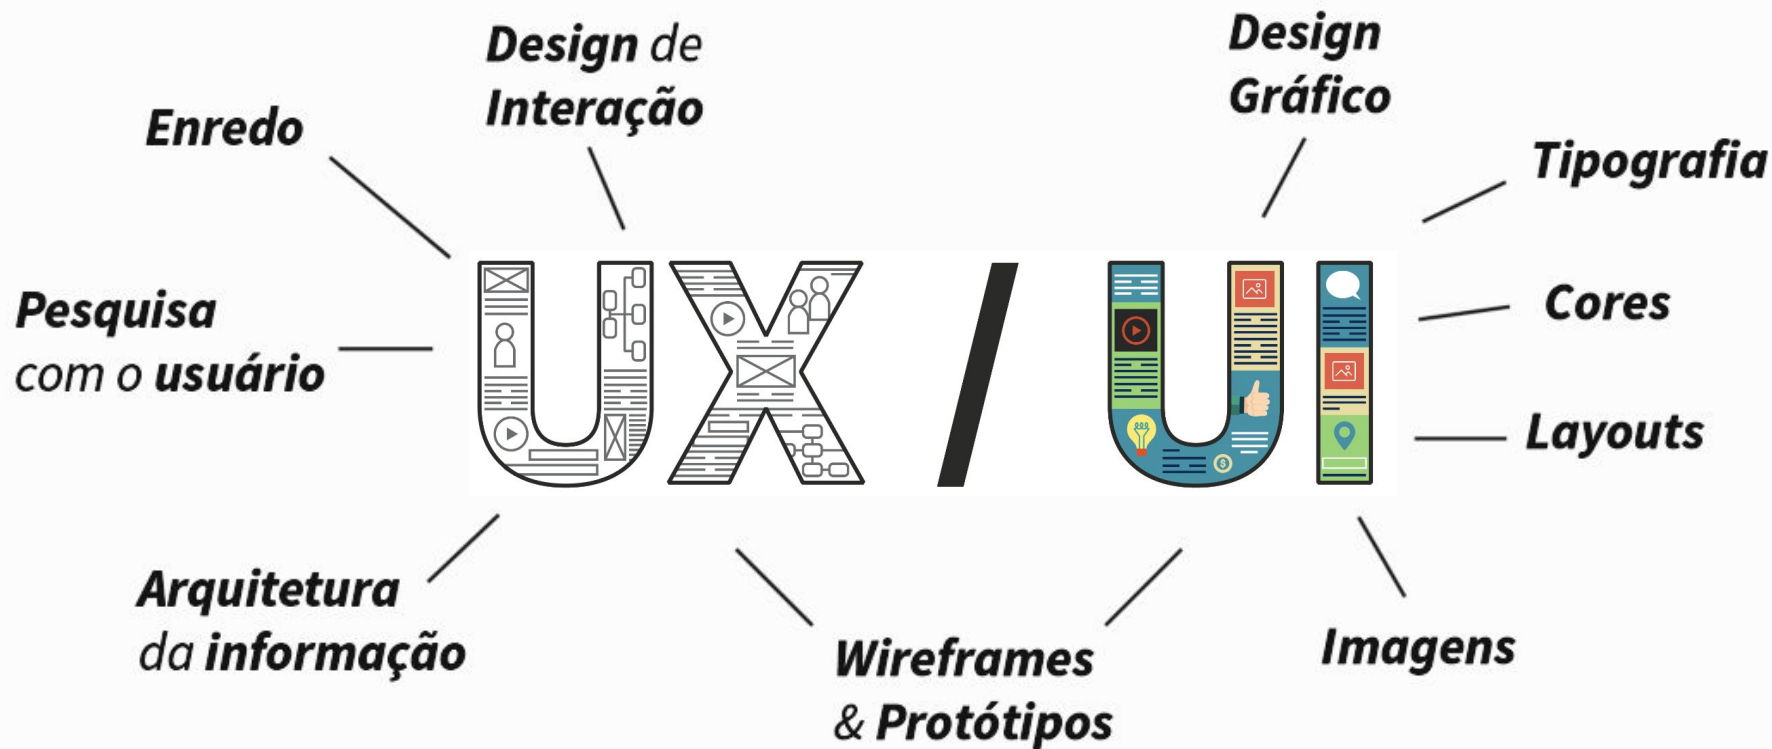 Design de
Interação
Enredo
Pesquisa
com o usuário
Arquitetura
da informação
UX / UI
Wireframes
& Protótipos
Design
Gráfico
Tipografia
Cores
Layouts
Imagens